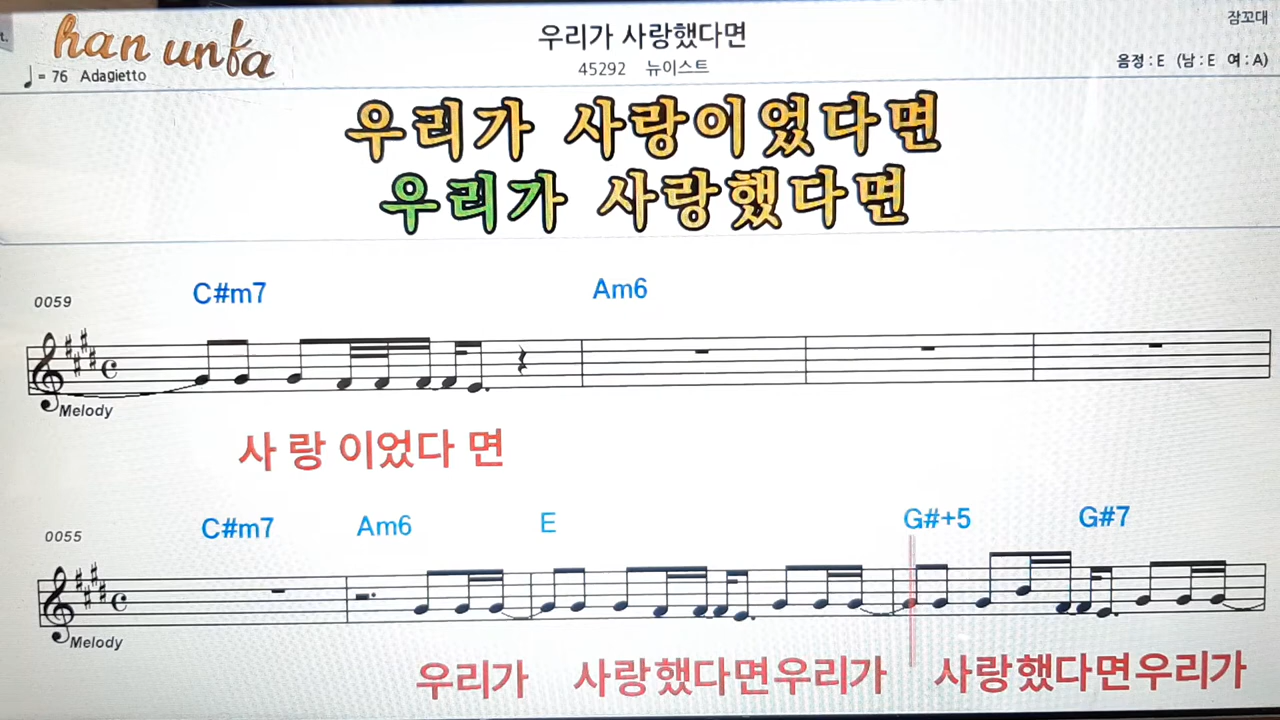 t.
han unfa
우리가 사랑했다면
잠꼬대
♩= 76 Adagietto
45292 뉴이스트
음정 : E (남 : E 여 : A)
우리가 사랑이였다면
우리가 사랑했다면
0059
C#m7 Am6
Melody
사 랑 이었다 면
0055
C#m7 Am6 E G#+5 G#7
Melody
우리가 사랑했다면우리가 사랑했다면우리가